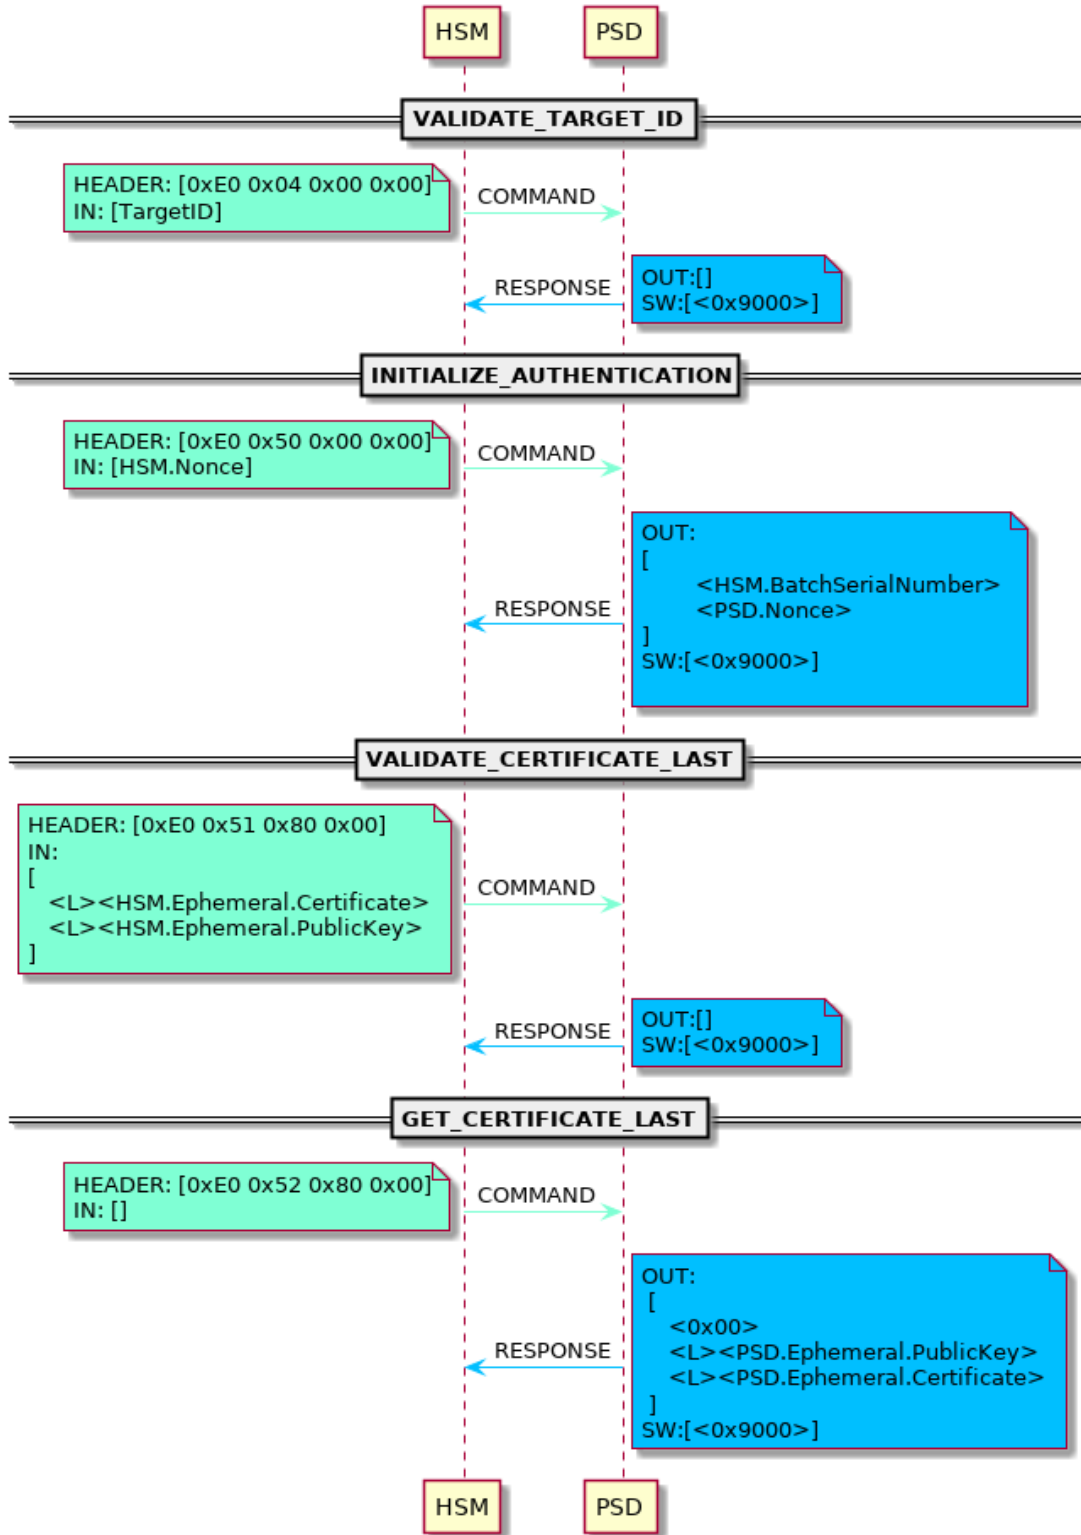 HSM PSD
VALIDATE_TARGET_ID
HEADER: [0xE0 0x04 0x00 0x00]
IN: [TargetID]
COMMAND
RESPONSE
OUT:[]
SW:[<0x9000>]
INITIALIZE_AUTHENTICATION
HEADER: [0xE0 0x50 0x00 0x00]
IN: [HSM.Nonce]
COMMAND
RESPONSE
OUT:
[
<HSM.BatchSerialNumber>
<PSD.Nonce>
]
SW:[<0x9000>]
VALIDATE_CERTIFICATE_LAST
HEADER: [0xE0 0x51 0x80 0x00]
IN:
[
<L><HSM.Ephemeral.Certificate>
<L><HSM.Ephemeral.PublicKey>
]
COMMAND
RESPONSE
OUT:[]
SW:[<0x9000>]
GET_CERTIFICATE_LAST
HEADER: [0xE0 0x52 0x80 0x00]
IN: []
COMMAND
RESPONSE
OUT:
[
<0x00>
<L><PSD.Ephemeral.PublicKey>
<L><PSD.Ephemeral.Certificate>
]
SW:[<0x9000>]
HSM PSD